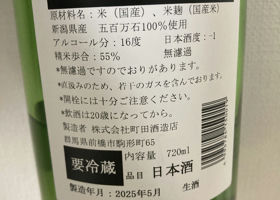 原材料名：米（国産）、米麹（国産米）
新潟県産　五百万石100%使用
アルコール分：16度　日本酒度：-1
精米歩合：55%　無濾過
*無濾過ですのでおりがあります。
*直汲みのため、若干のガスを含んでおります。
*開栓には十分ご注意ください。
*飲酒は20歳になってから。
製造者　株式会社町田酒造店
群馬県前橋市駒形町65
要冷蔵
内容量　720ml
品目　日本酒
製造年月：2025年5月　生酒